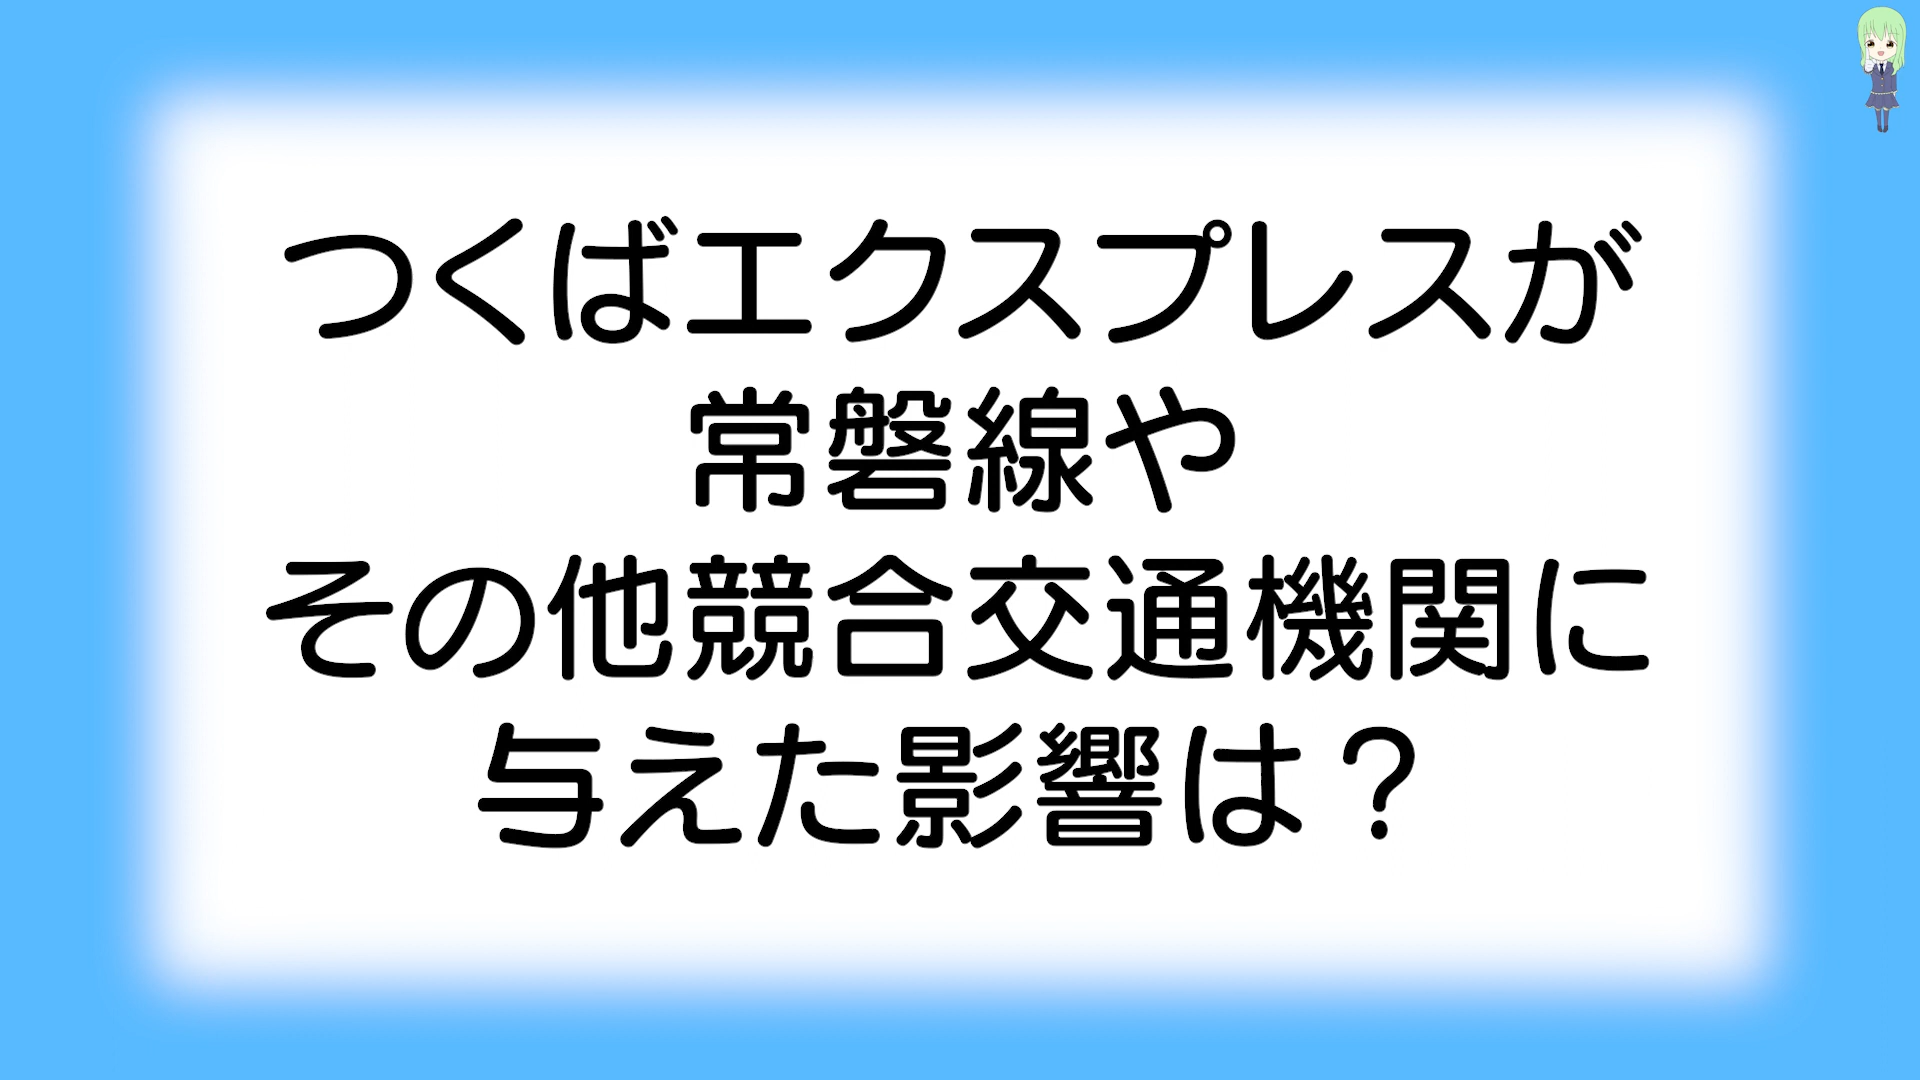 つくばエクスプレスが
常磐線や
その他競合交通機関に
与えた影響は？